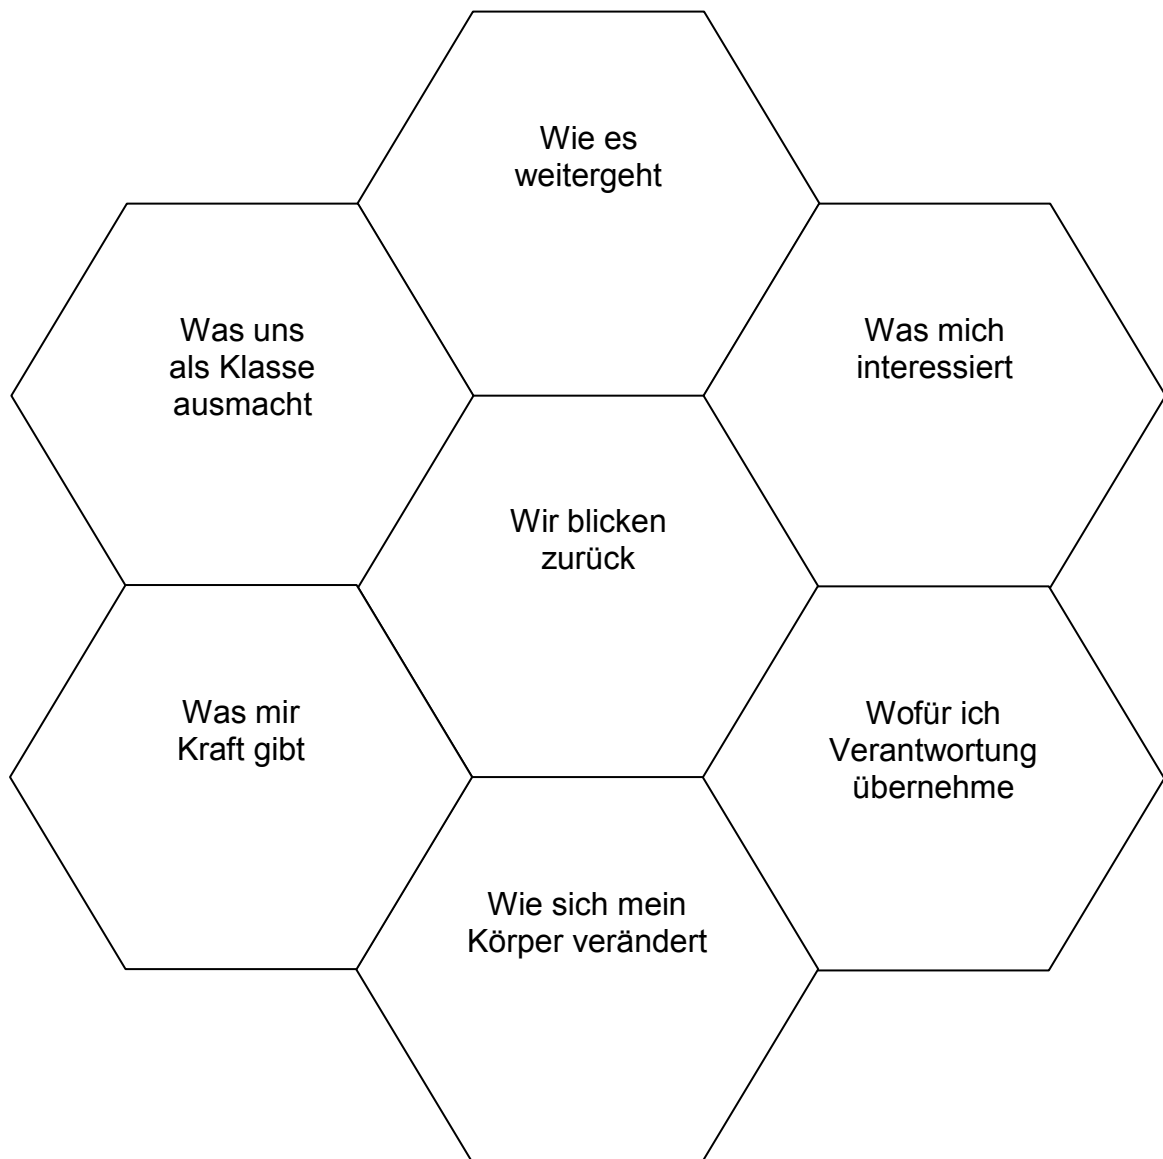 Wie es
weitergeht
Was uns
als Klasse
ausmacht
Was mich
interessiert
Wir blicken
zurück
Was mir
Kraft gibt
Wofür ich
Verantwortung
übernehme
Wie sich mein
Körper verändert